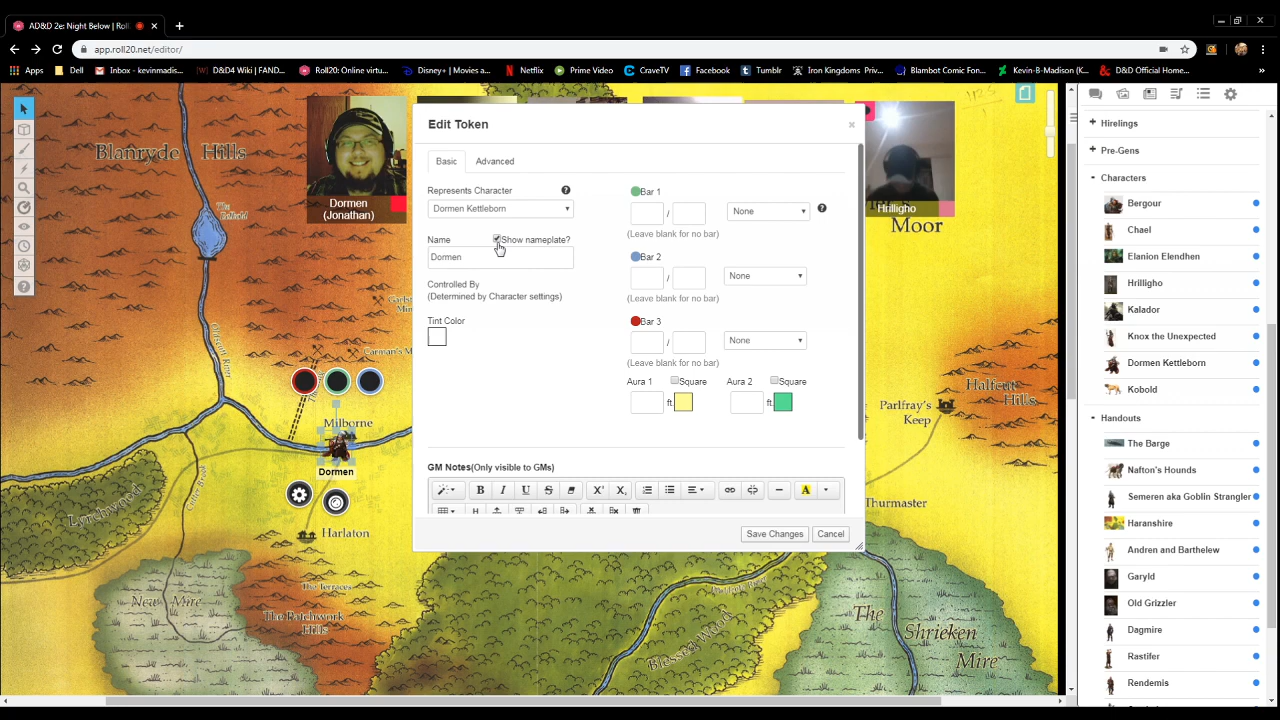 AD&D 2e: Night Below | Roll
app.roll20.net/editor/
Apps
Dell
Inbox - kevinmadis...
D&D4 Wiki | FAND...
Roll20: Online virtu...
Disney+ | Movies a...
Netflix
Prime Video
CraveTV
Facebook
Tumblr
Iron Kingdoms Priv...
Blambot Comic Fon...
Kevin-B-Madison (K...
D&D Official Home...
Blanryde Hills
Dormen
(Jonathan)
Hrilligho
Moor
Edit Token
Basic
Advanced
Represents Character
Dormen Kettleborn
Name
Show nameplate?
Dormen
Controlled By
(Determined by Character settings)
Tint Color
Bar 1
/
None
(Leave blank for no bar)
Bar 2
/
None
(Leave blank for no bar)
Bar 3
/
None
(Leave blank for no bar)
Aura 1
Square
Aura 2
Square
ft.
ft.
GM Notes(Only visible to GMs)
Save Changes
Cancel
Milborne
Dormen
Harlaton
Lynchwood
New Mire
The Terraces
The Patchwork
Hills
Blessed Wood
Halfcut
Hills
Parlfray's
Keep
Thurmaster
The
Shrieken
Mire
Hirelings
Pre-Gens
Characters
Bergour
Chael
Elanion Elendhen
Hrilligho
Kalador
Knox the Unexpected
Dormen Kettleborn
Kobold
Handouts
The Barge
Nafton's Hounds
Semeren aka Goblin Strangler
Haranshire
Andren and Barthelew
Garyld
Old Grizzler
Dagmire
Rastifer
Rendemis